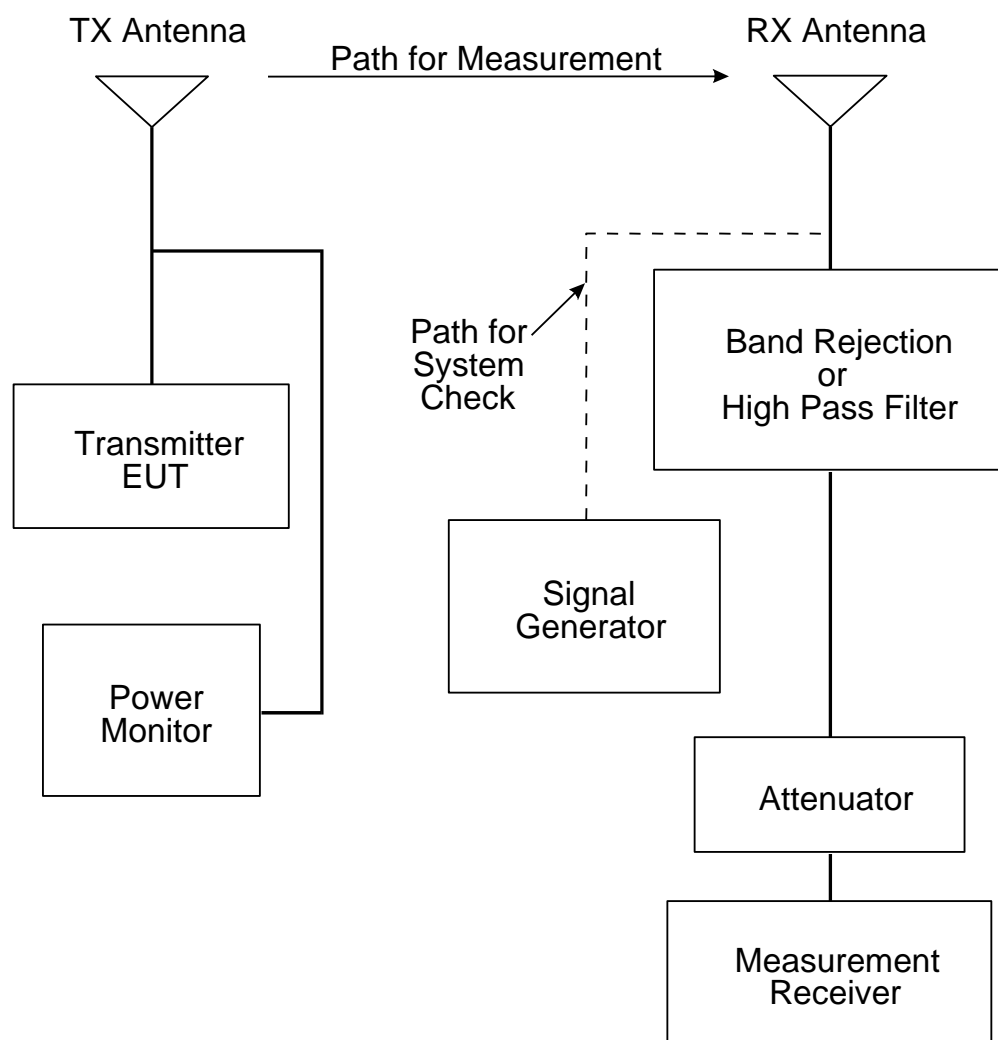 TX Antenna
RX Antenna
Path for Measurement
Path for
System
Check
Band Rejection
or
High Pass Filter
Transmitter
EUT
Signal
Generator
Power
Monitor
Attenuator
Measurement
Receiver